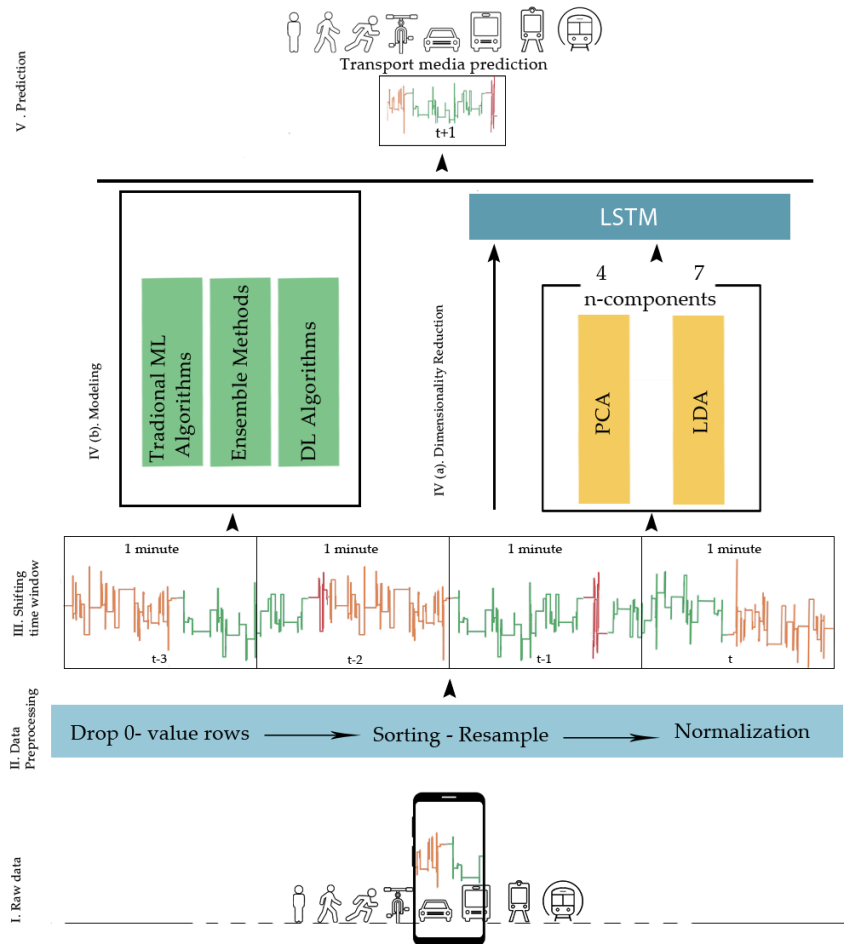 V . Prediction
Transport media prediction
t+1
IV (b). Modeling
Tradional ML
Algorithms
Ensemble Methods
DL Algorithms
IV (a). Dimensionality Reduction
LSTM
4 7
n-components
PCA
LDA
III. Shifting
time window
1 minute 1 minute 1 minute 1 minute
t-3 t-2 t-1 t
II. Data
Preprocessing
Drop 0- value rows Sorting - Resample Normalization
I. Raw data